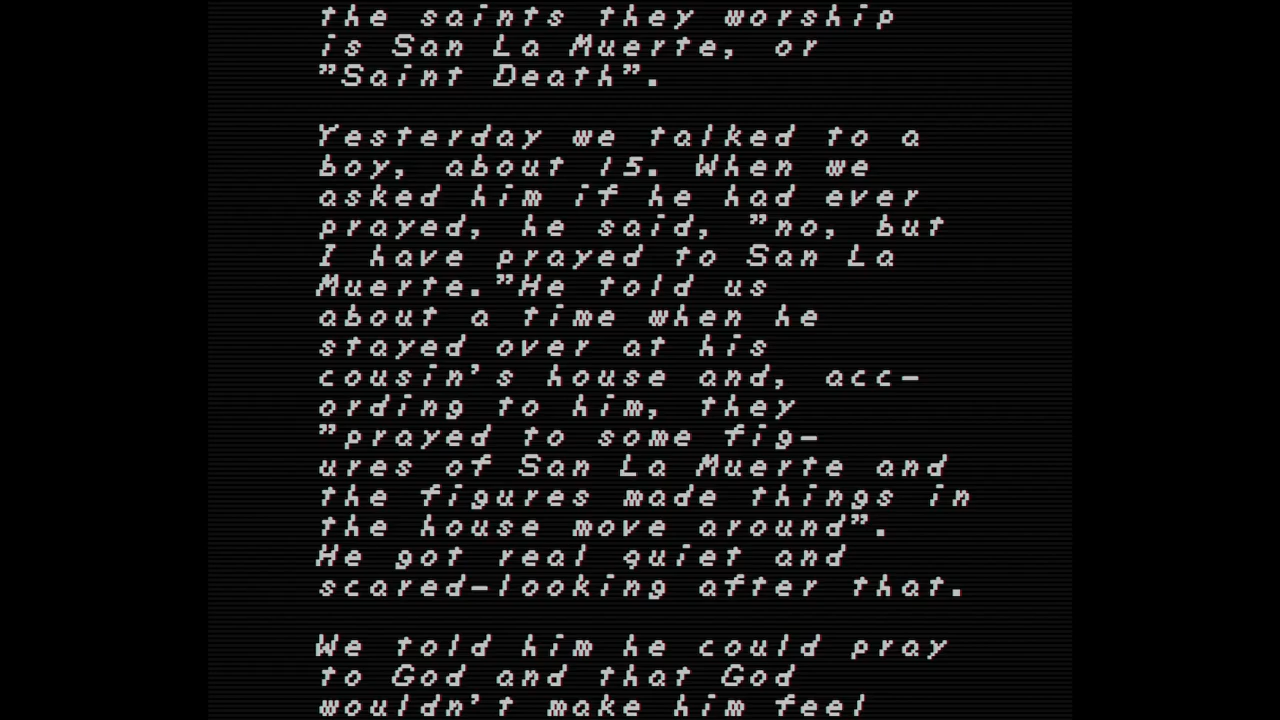 the saints they worship
is San La Muerte, or
"Saint Death".
Yesterday we talked to a
boy, about 15. When we
asked him if he had ever
prayed, he said, "no, but
I have prayed to San La
Muerte."He told us
about a time when he
stayed over at his
cousin's house and, acc-
ording to him, they
"prayed to some fig-
ures of San La Muerte and
the figures made things in
the house move around".
He got real quiet and
scared-looking after that.
We told him he could pray
to God and that God
wouldn't make him feel